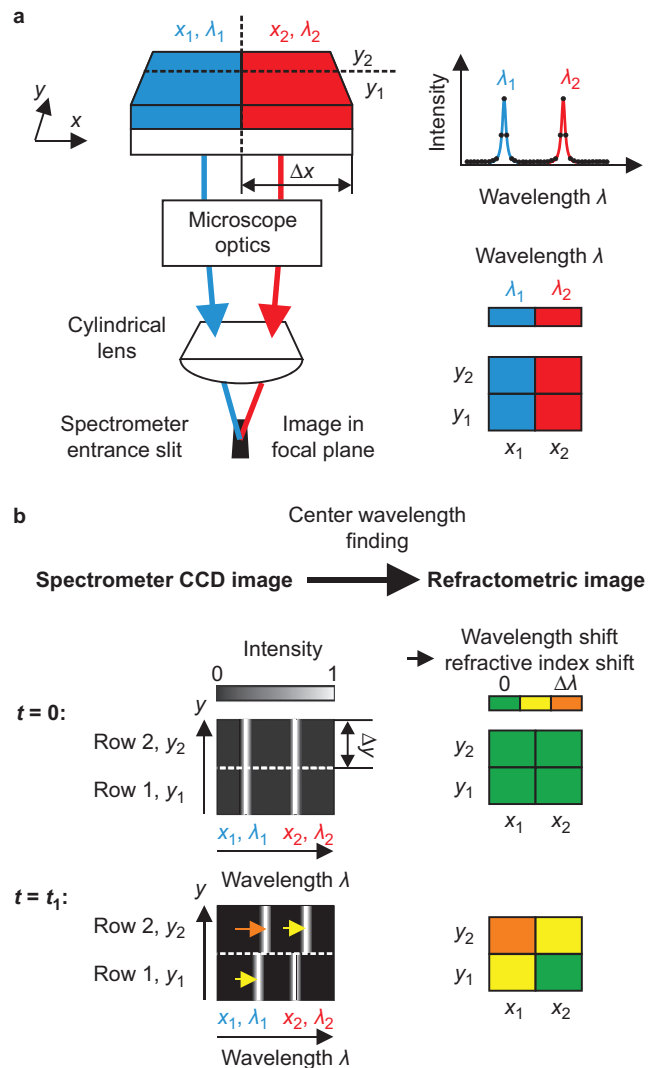 a
x1, λ1 x2, λ2
y2
y1
y
x
Δx
Microscope
optics
Cylindrical
lens
Spectrometer
entrance slit
Image in
focal plane
Intensity
λ1
λ2
Wavelength λ
Wavelength λ
λ1 λ2
y2
y1
x1 x2
b
Center wavelength
finding
Spectrometer CCD image
Refractometric image
Intensity
0 1
Wavelength shift
refractive index shift
0 Δλ
t = 0:
y
Row 2, y2
Row 1, y1
Δy
x1, λ1 x2, λ2
Wavelength λ
y2
y1
x1 x2
t = t1:
y
Row 2, y2
Row 1, y1
x1, λ1 x2, λ2
Wavelength λ
y2
y1
x1 x2